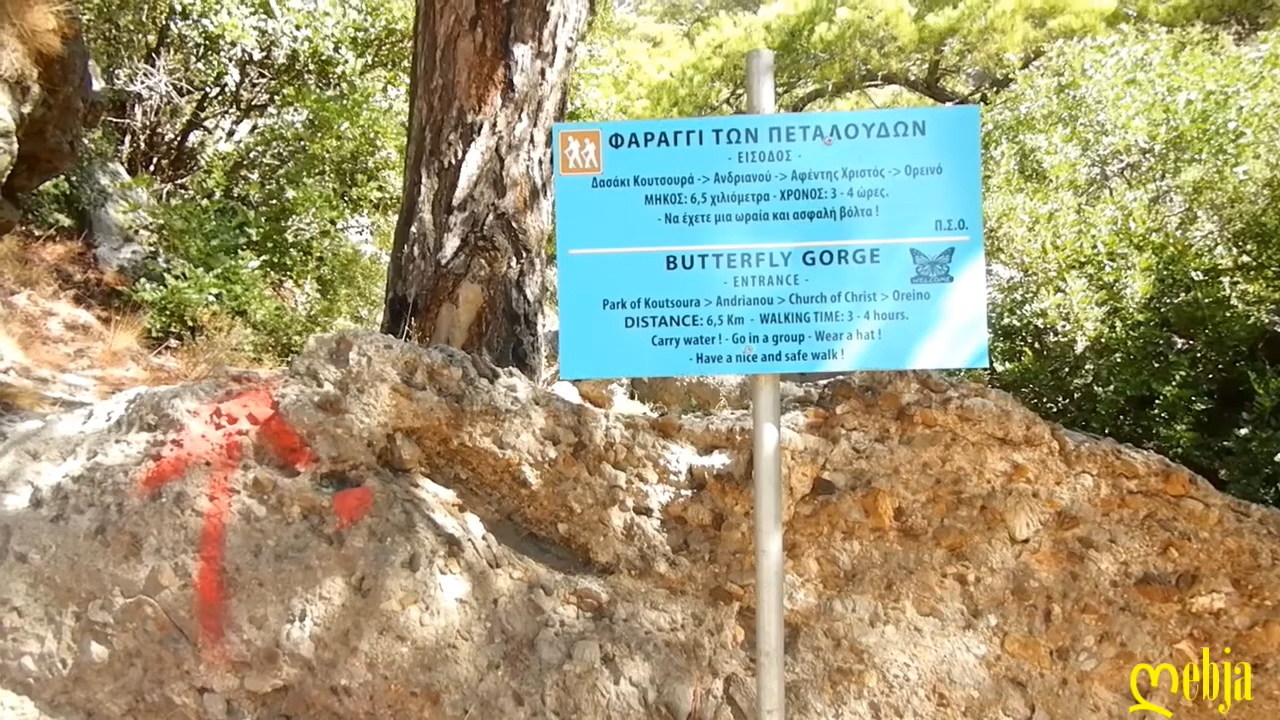 ΦΑΡΑΓΓΙ ΤΩΝ ΠΕΤΑΛΟΥΔΩΝ
- ΕΙΣΟΔΟΣ -
Δασάκι Κουτσουρά -> Ανδριανού -> Αφέντης Χριστός -> Ορεινό
ΜΗΚΟΣ: 6,5 χιλιόμετρα - ΧΡΟΝΟΣ: 3 - 4 ώρες.
- Να έχετε μια ωραία και ασφαλή βόλτα !
Π.Σ.Ο.
BUTTERFLY GORGE
WELCOME
- ENTRANCE -
Park of Koutsoura > Andrianou > Church of Christ > Oreino
DISTANCE: 6,5 Km - WALKING TIME: 3 - 4 hours.
Carry water ! - Go in a group - Wear a hat !
- Have a nice and safe walk !